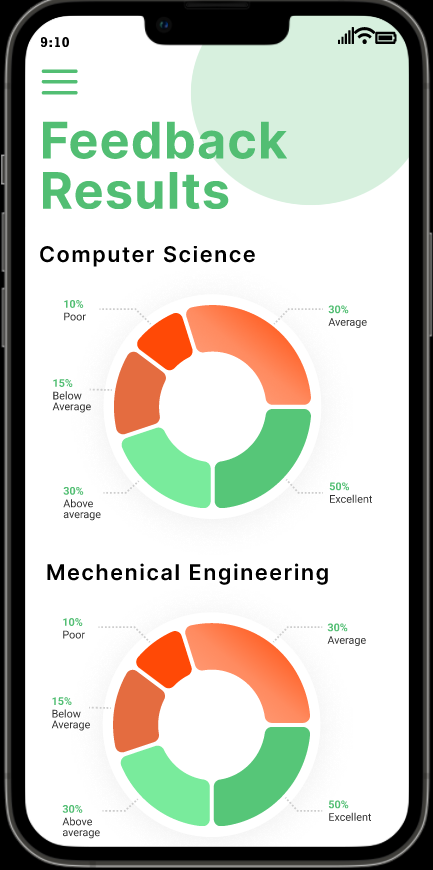 9:10
Feedback
Results
Computer Science
10%
Poor
30%
Average
15%
Below
Average
30%
Above
average
50%
Excellent
Mechenical Engineering
10%
Poor
30%
Average
15%
Below
Average
30%
Above
average
50%
Excellent